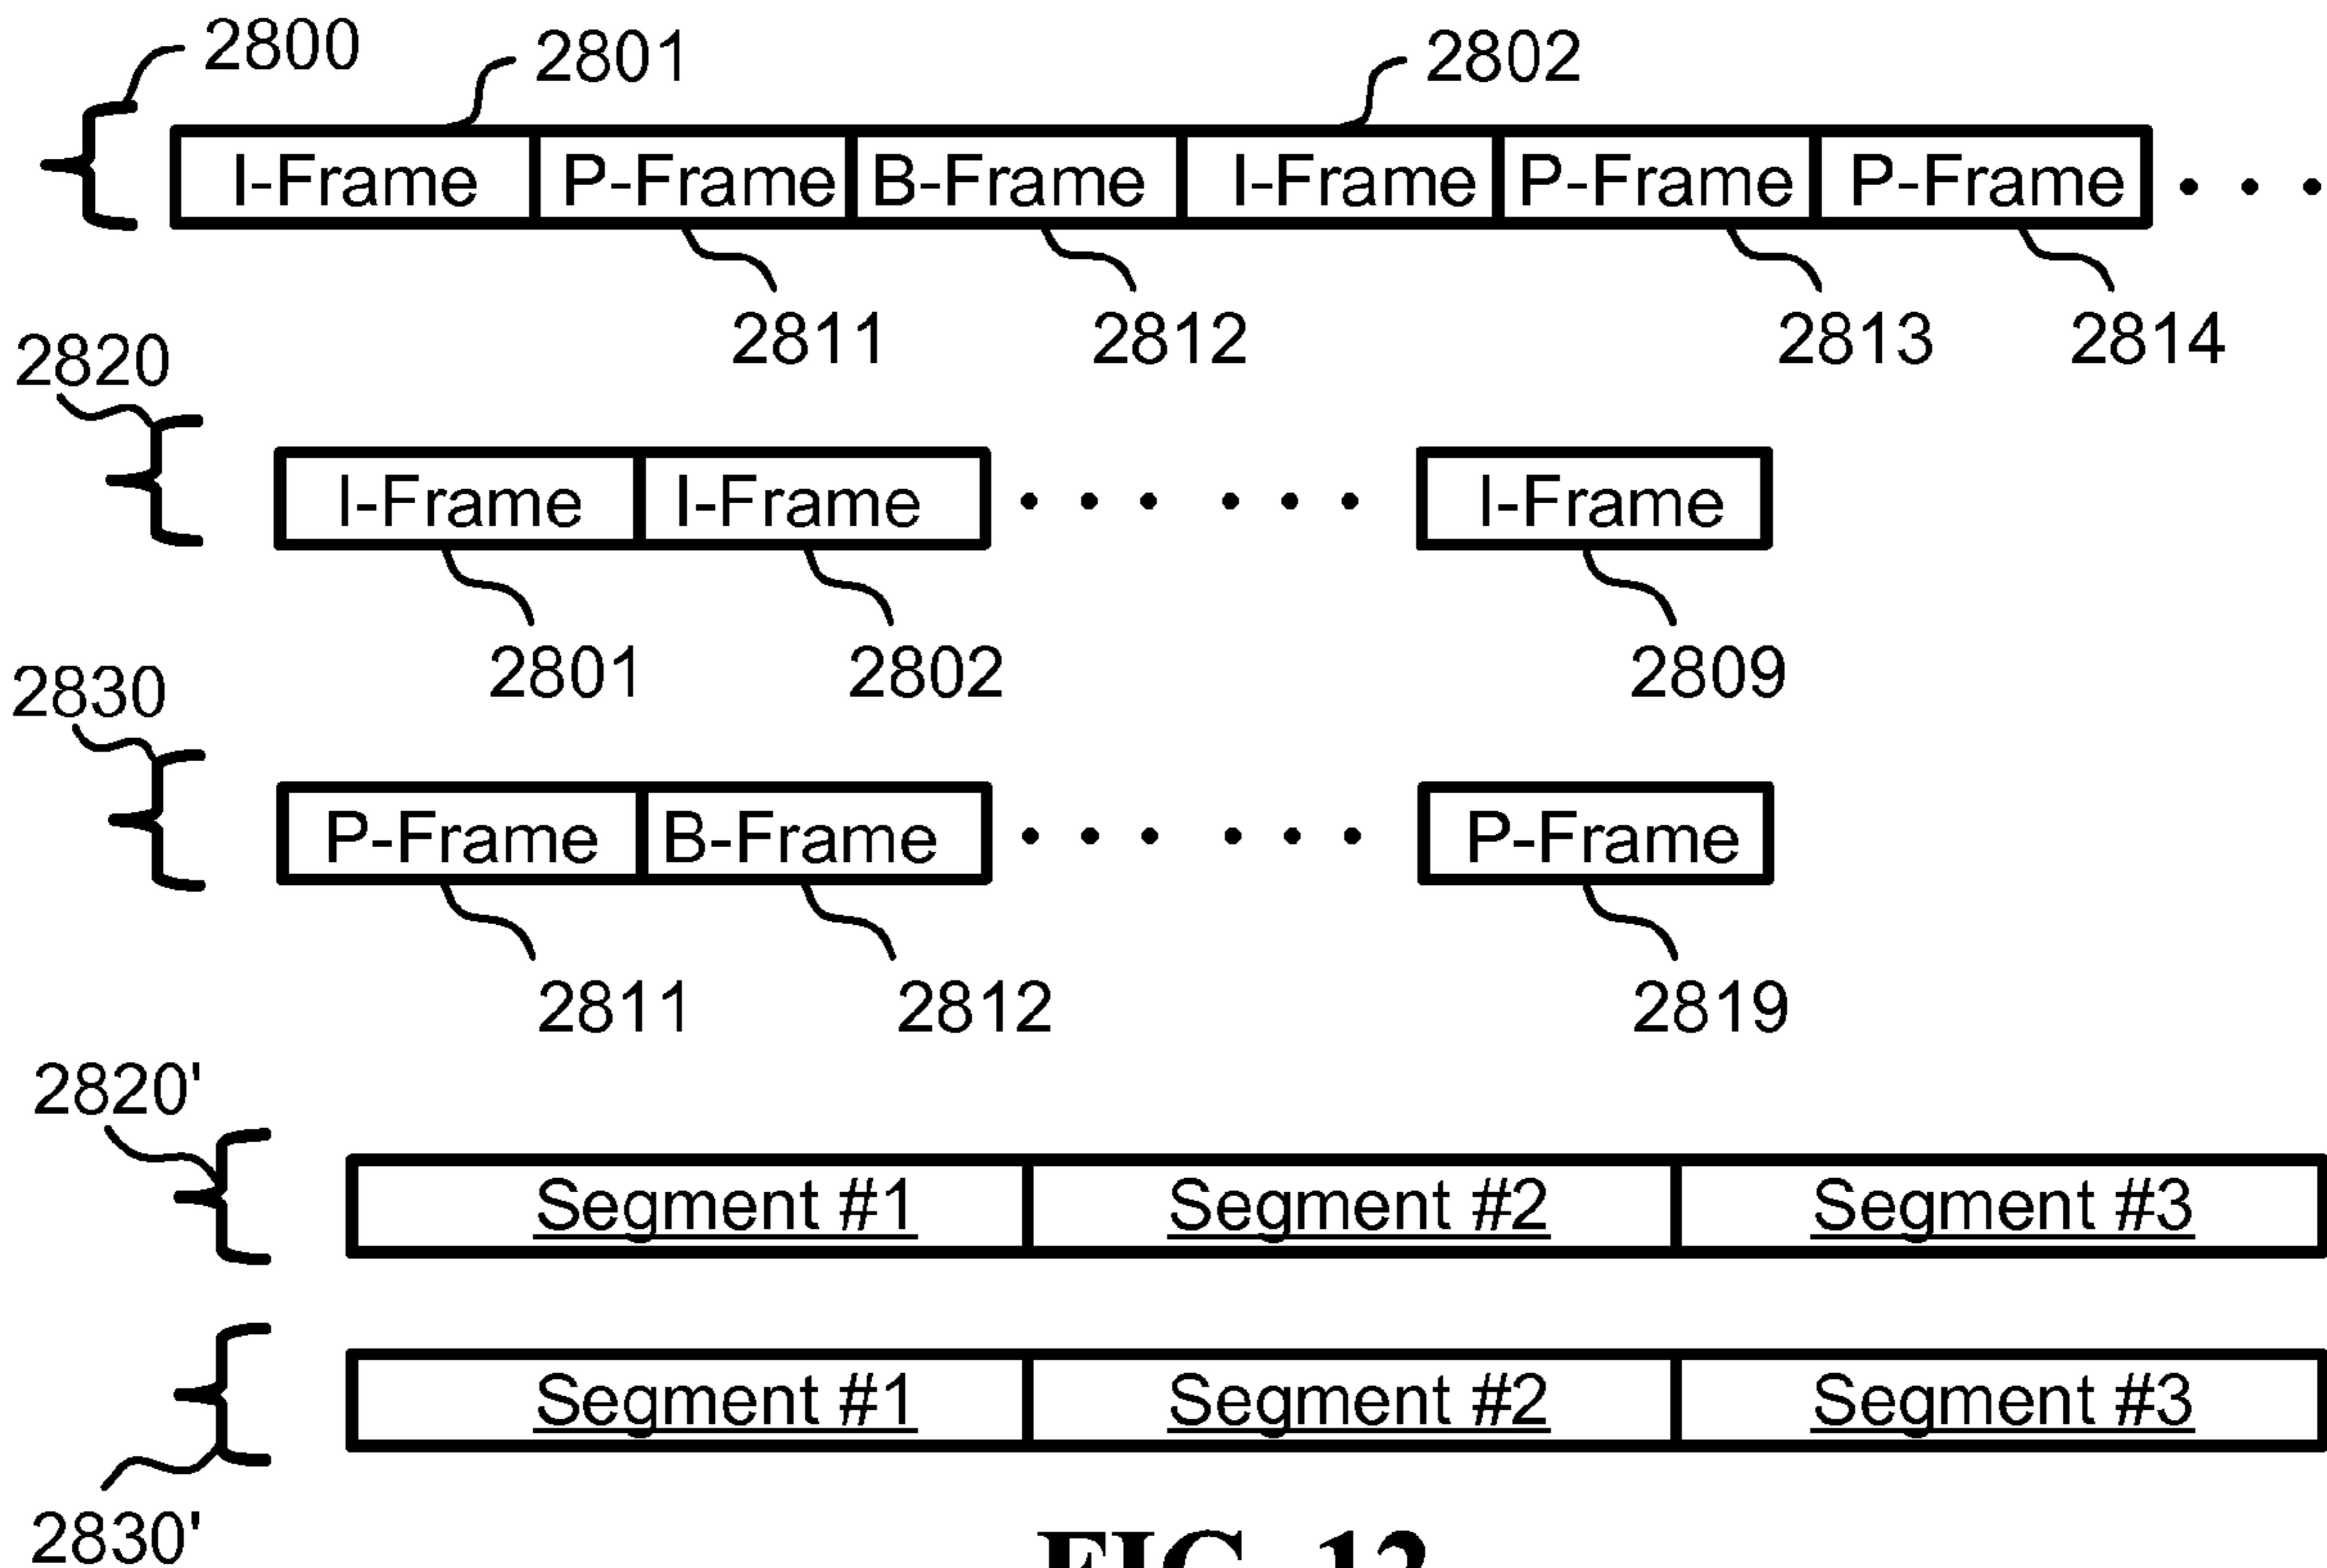 2800 2801 2802
I-Frame P-Frame B-Frame I-Frame P-Frame P-Frame . . .
2811 2812 2813 2814
2820
I-Frame I-Frame . . . . . . I-Frame
2801 2802 2809
2830
P-Frame B-Frame . . . . . . P-Frame
2811 2812 2819
2820'
Segment #1 Segment #2 Segment #3
Segment #1 Segment #2 Segment #3
2830'
FIG. 12